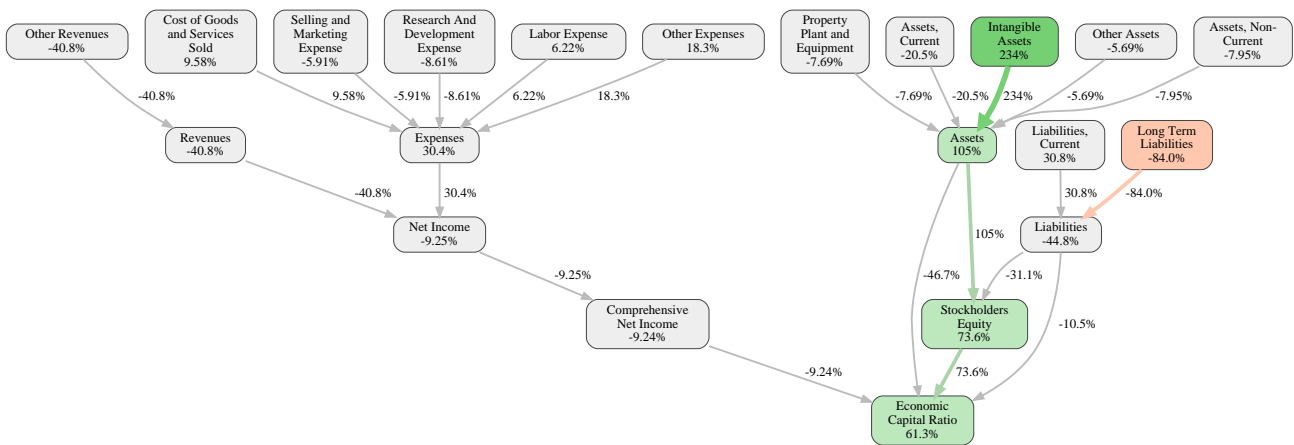 Other Revenues
-40.8%
Cost of Goods
and Services
Sold
9.58%
Selling and
Marketing
Expense
-5.91%
Research And
Development
Expense
-8.61%
Labor Expense
6.22%
Other Expenses
18.3%
Property
Plant and
Equipment
-7.69%
Assets,
Current
-20.5%
Intangible
Assets
234%
Other Assets
-5.69%
Assets, Non-
Current
-7.95%
-40.8%
9.58%
-5.91%
-8.61%
6.22%
18.3%
-7.69%
-20.5%
234%
-5.69%
-7.95%
Revenues
-40.8%
Expenses
30.4%
Assets
105%
Liabilities,
Current
30.8%
Long Term
Liabilities
-84.0%
-40.8%
30.4%
30.8%
-84.0%
Net Income
-9.25%
105%
Liabilities
-44.8%
-9.25%
-46.7%
-31.1%
Comprehensive
Net Income
-9.24%
Stockholders
Equity
73.6%
-10.5%
-9.24%
73.6%
Economic
Capital Ratio
61.3%